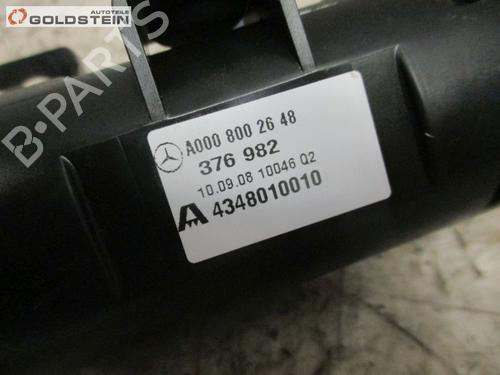 Autoteile
GOLDSTEIN
B-PARTS
A000 800 26 48
376 982
10.09.08 10046 Q2
4348010010